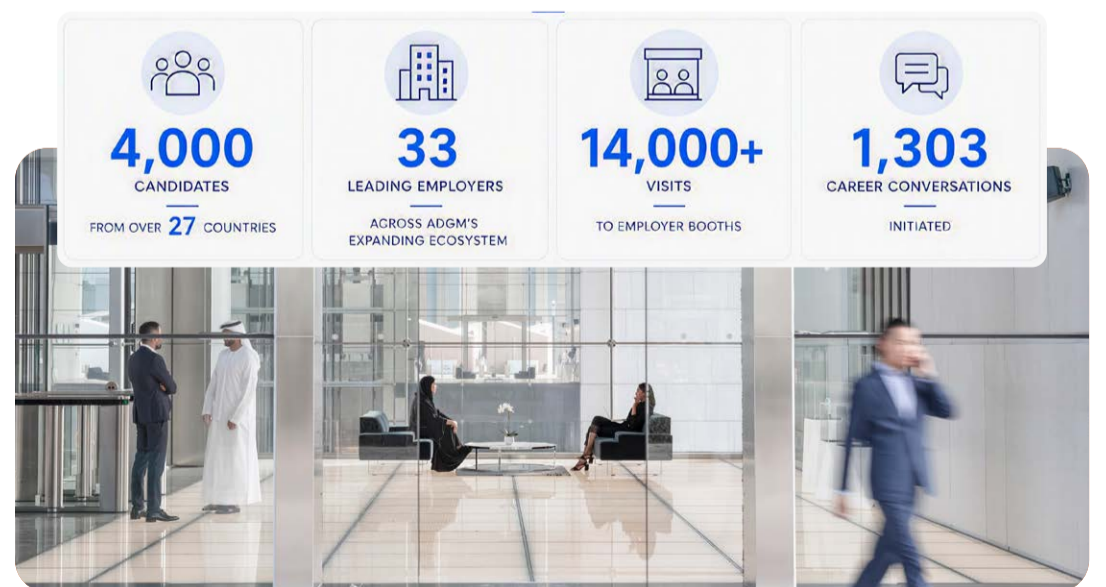 4,000
CANDIDATES
FROM OVER 27 COUNTRIES
33
LEADING EMPLOYERS
ACROSS ADGM'S
EXPANDING ECOSYSTEM
14,000+
VISITS
TO EMPLOYER BOOTHS
1,303
CAREER CONVERSATIONS
INITIATED